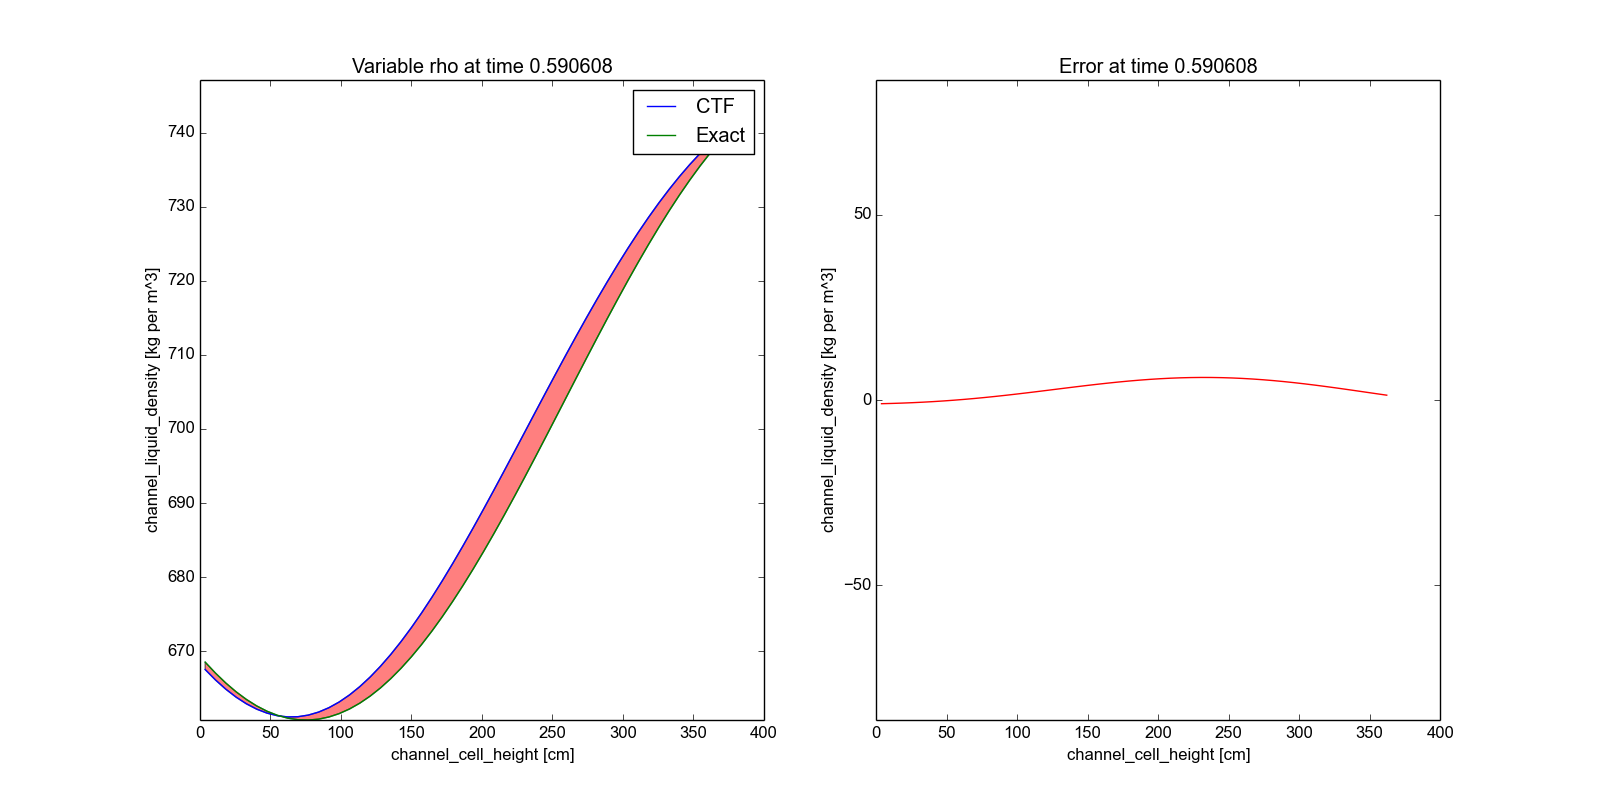 Variable rho at time 0.590608
CTF
Exact
740
730
720
710
700
690
680
670
channel_liquid_density [kg per m^3]
0 50 100 150 200 250 300 350 400
channel_cell_height [cm]
Error at time 0.590608
50
0
−50
channel_liquid_density [kg per m^3]
0 50 100 150 200 250 300 350 400
channel_cell_height [cm]